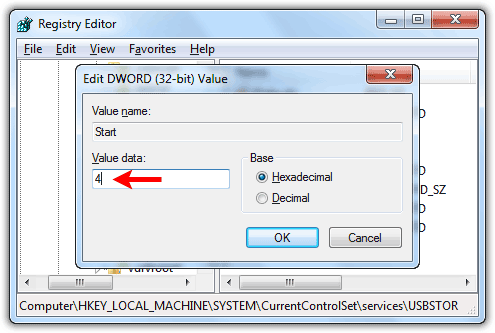 Registry Editor
File Edit View Favorites Help
Edit DWORD (32-bit) Value
Value name:
Start
Value data:
4
Base
Hexadecimal
Decimal
OK Cancel
D
D
D_SZ
D
D
Computer\HKEY_LOCAL_MACHINE\SYSTEM\CurrentControlSet\services\USBSTOR